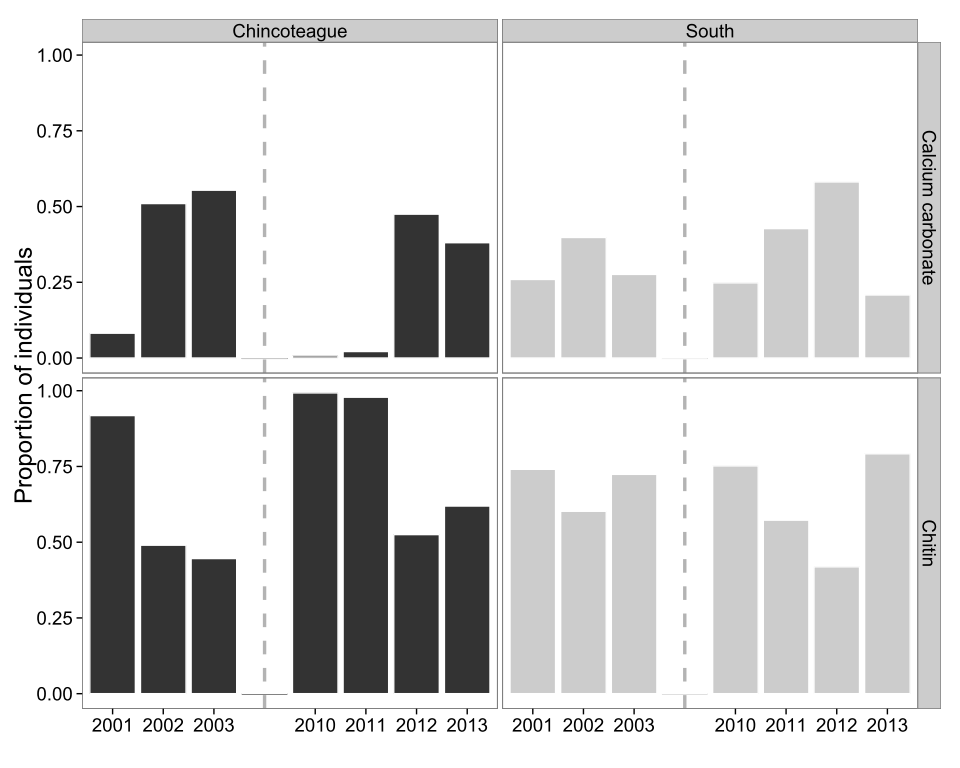 Chincoteague South
1.00
0.75
0.50
0.25
0.00
Calcium carbonate
Proportion of individuals
1.00
0.75
0.50
0.25
0.00
Chitin
2001 2002 2003 2010 2011 2012 2013 2001 2002 2003 2010 2011 2012 2013